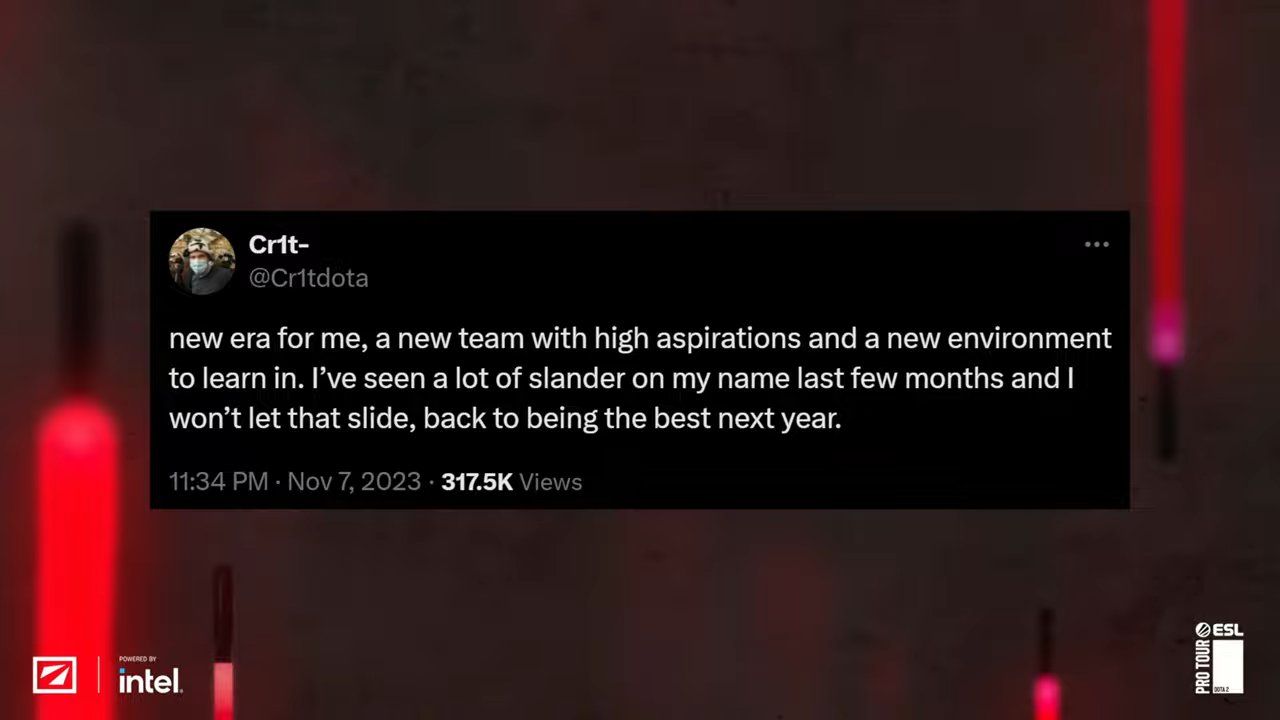 Cr1t-
@Cr1tdota
new era for me, a new team with high aspirations and a new environment
to learn in. I’ve seen a lot of slander on my name last few months and I
won’t let that slide, back to being the best next year.
11:34 PM · Nov 7, 2023 · 317.5K Views
POWERED BY
intel.
ESL
PRO TOUR
DOTA 2